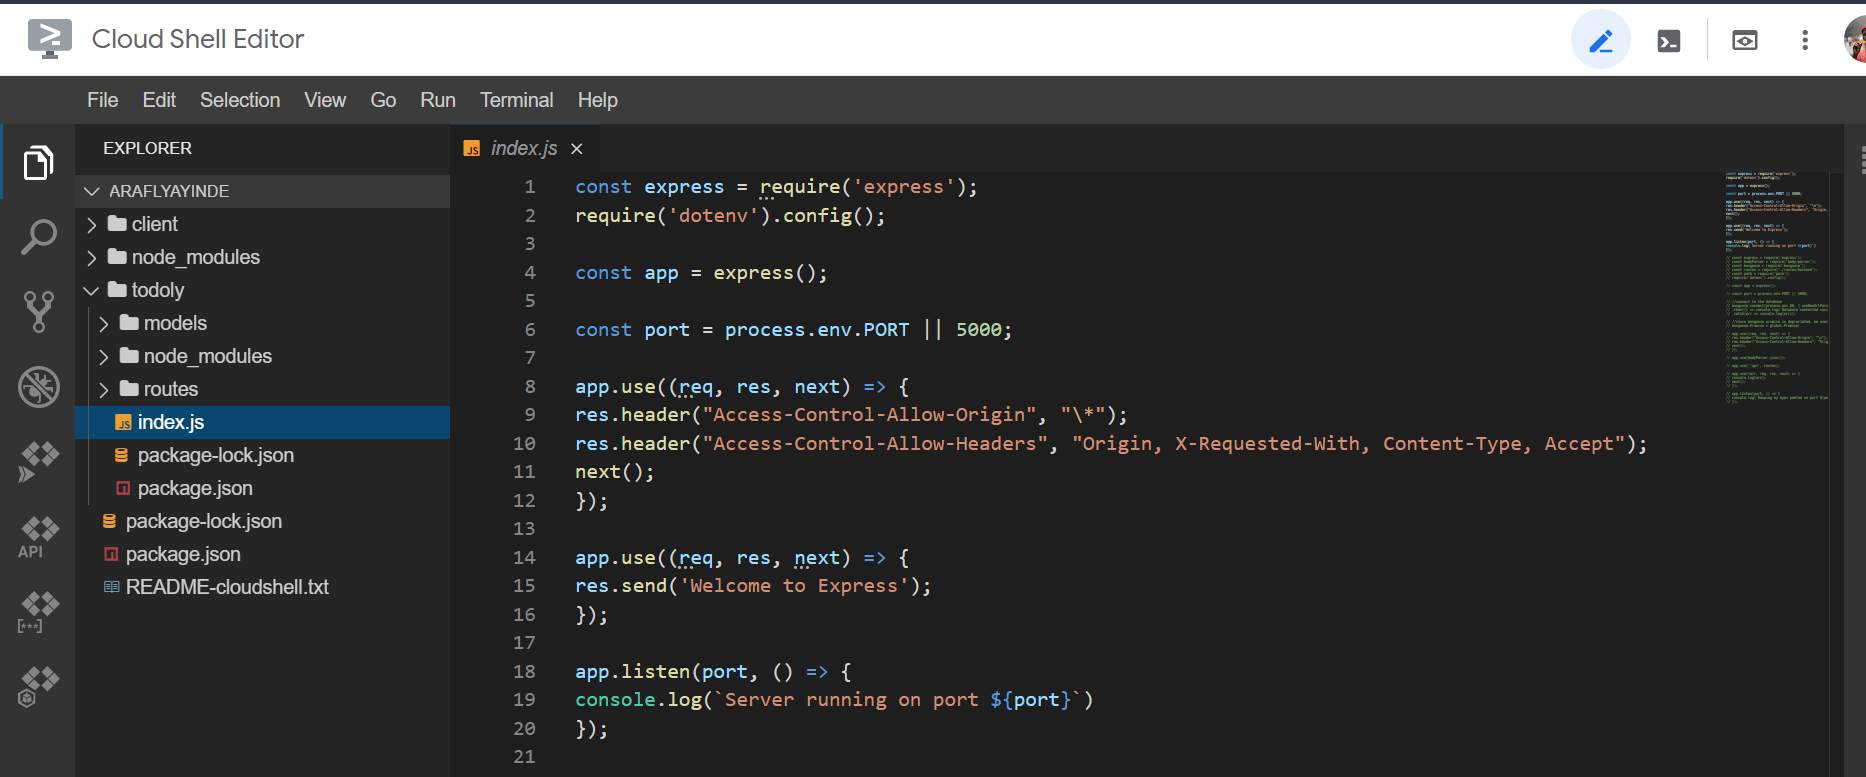 Cloud Shell Editor
File Edit Selection View Go Run Terminal Help
EXPLORER
ARAFLYAYINDE
client
node_modules
todoly
models
node_modules
routes
index.js
package-lock.json
package.json
package-lock.json
package.json
README-cloudshell.txt
API
[***]
index.js
1 const express = require('express');
2 require('dotenv').config();
3
4 const app = express();
5
6 const port = process.env.PORT || 5000;
7
8 app.use((req, res, next) => {
9 res.header("Access-Control-Allow-Origin", "\*");
10 res.header("Access-Control-Allow-Headers", "Origin, X-Requested-With, Content-Type, Accept");
11 next();
12 });
13
14 app.use((req, res, next) => {
15 res.send('Welcome to Express');
16 });
17
18 app.listen(port, () => {
19 console.log(`Server running on port ${port}`)
20 });
21